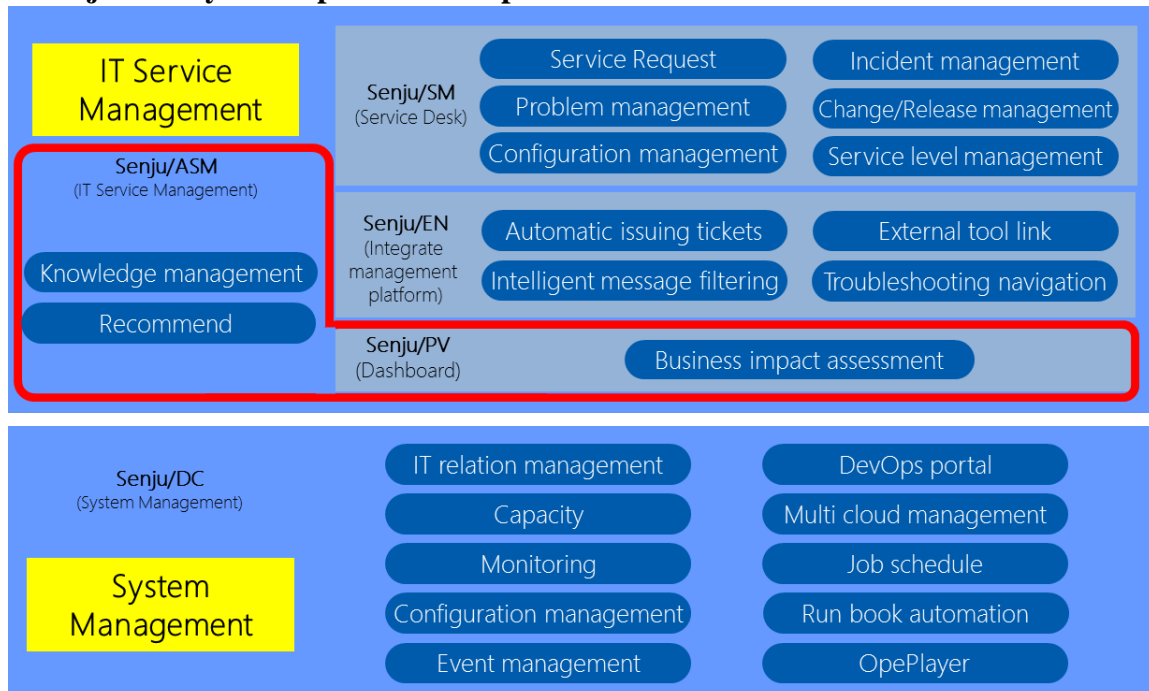 IT Service
Management
Senju/SM
(Service Desk)
Service Request
Incident management
Problem management
Change/Release management
Configuration management
Service level management
Senju/ASM
(IT Service Management)
Knowledge management
Recommend
Senju/EN
(Integrate
management
platform)
Automatic issuing tickets
External tool link
Intelligent message filtering
Troubleshooting navigation
Senju/PV
(Dashboard)
Business impact assessment
Senju/DC
(System Management)
System
Management
IT relation management
DevOps portal
Capacity
Multi cloud management
Monitoring
Job schedule
Configuration management
Run book automation
Event management
OpePlayer